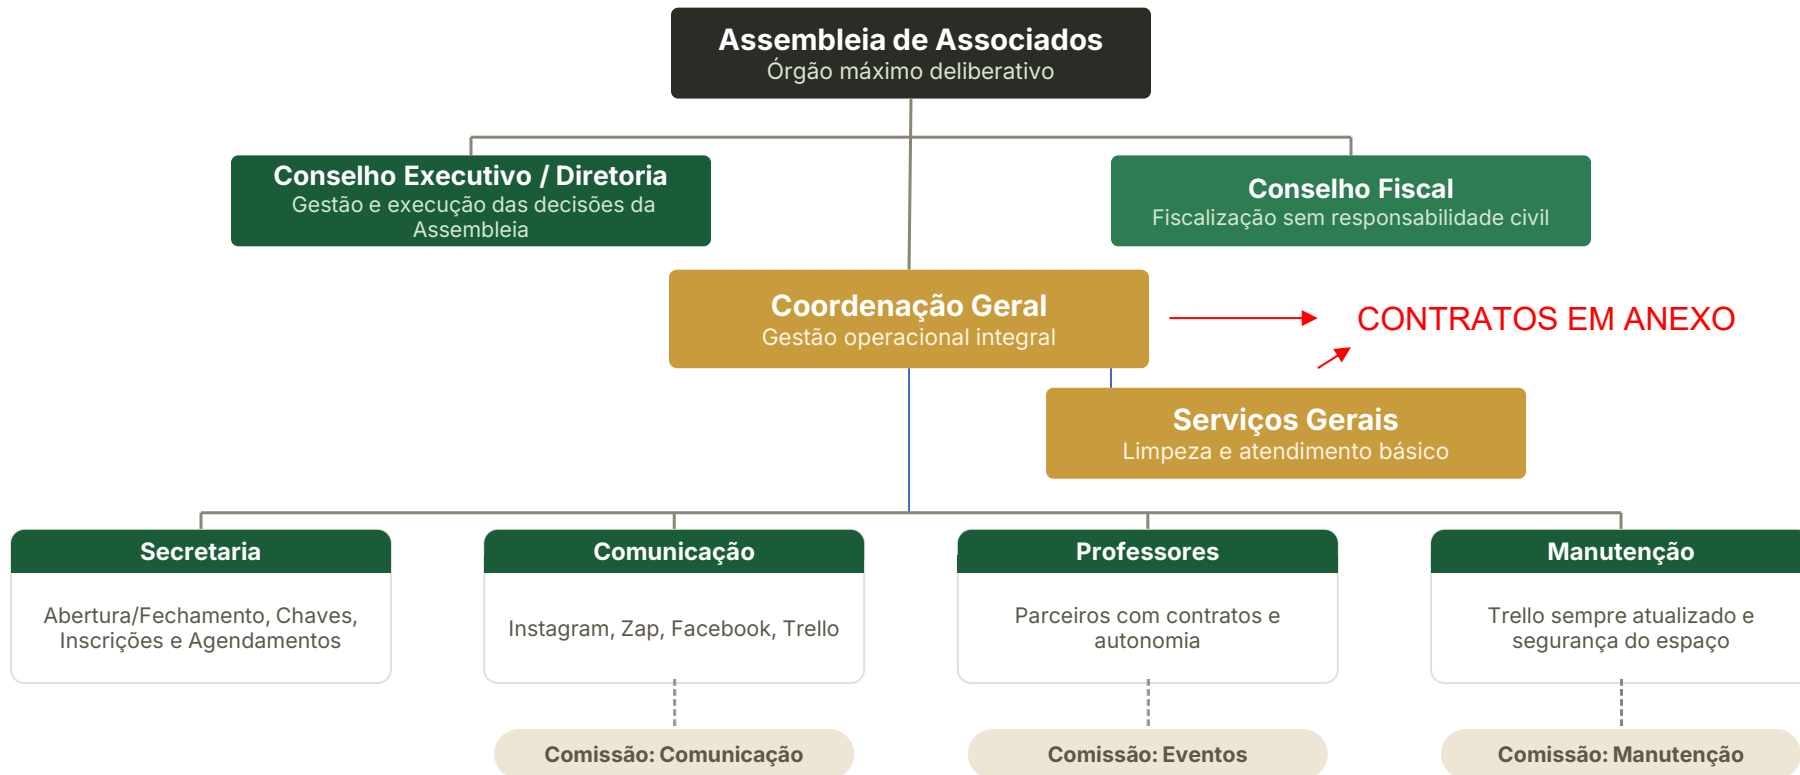 Assembleia de Associados
Órgão máximo deliberativo
Conselho Executivo / Diretoria
Gestão e execução das decisões da
Assembleia
Conselho Fiscal
Fiscalização sem responsabilidade civil
Coordenação Geral
Gestão operacional integral
CONTRATOS EM ANEXO
Serviços Gerais
Limpeza e atendimento básico
Secretaria
Abertura/Fechamento, Chaves,
Inscrições e Agendamentos
Comunicação
Instagram, Zap, Facebook, Trello
Professores
Parceiros com contratos e
autonomia
Manutenção
Trello sempre atualizado e
segurança do espaço
Comissão: Comunicação
Comissão: Eventos
Comissão: Manutenção